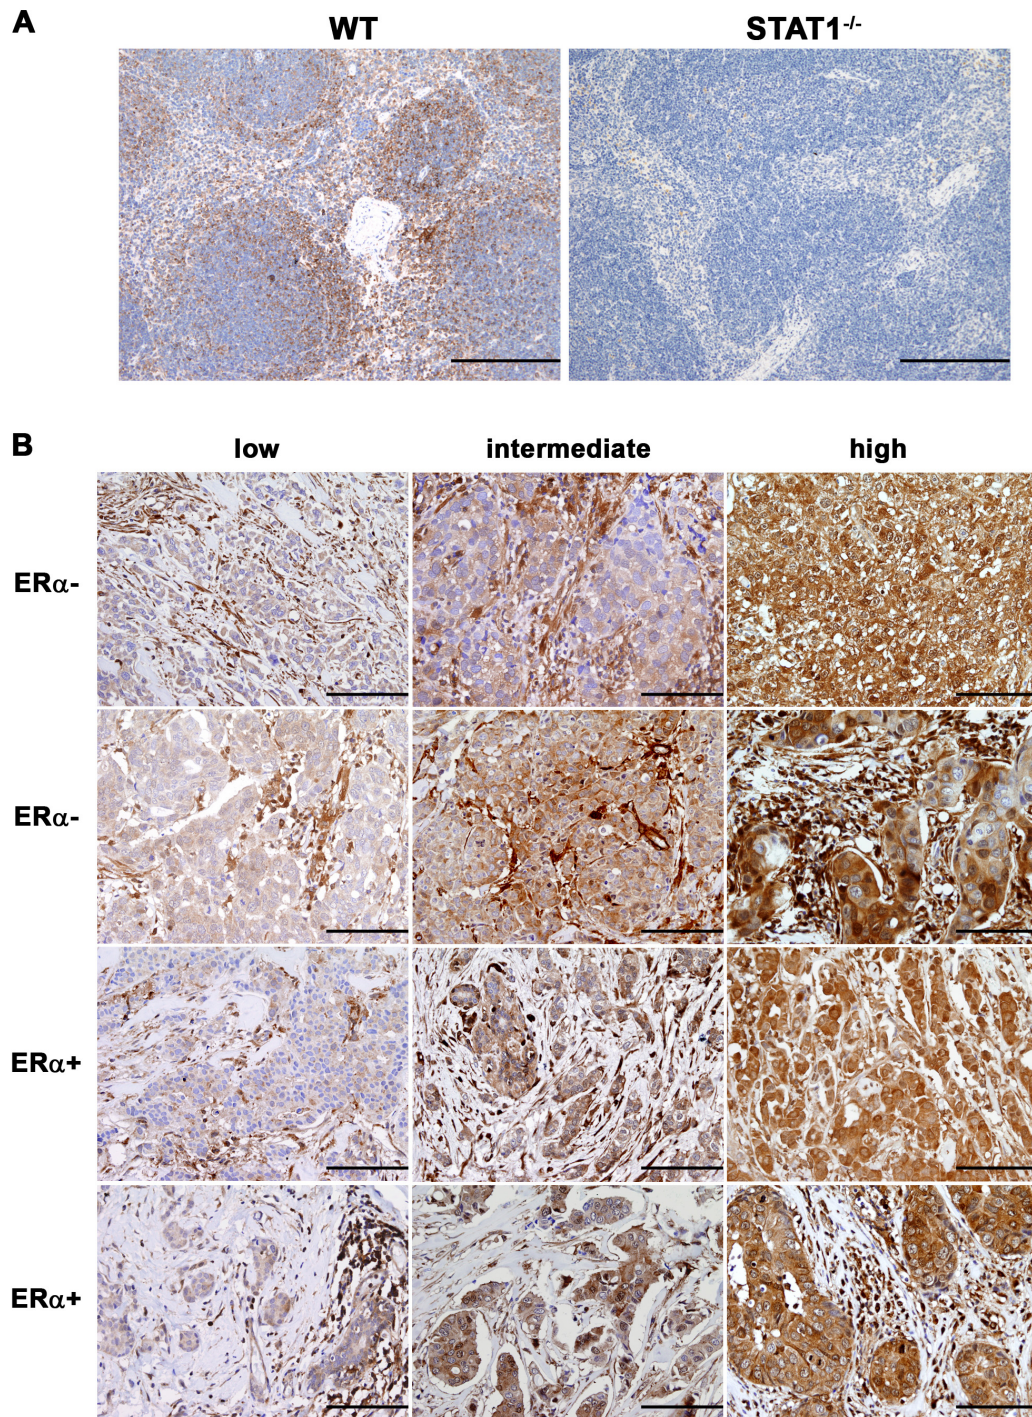 A
WT
STAT1-/-
B
low
intermediate
high
ERα-
ERα-
ERα+
ERα+